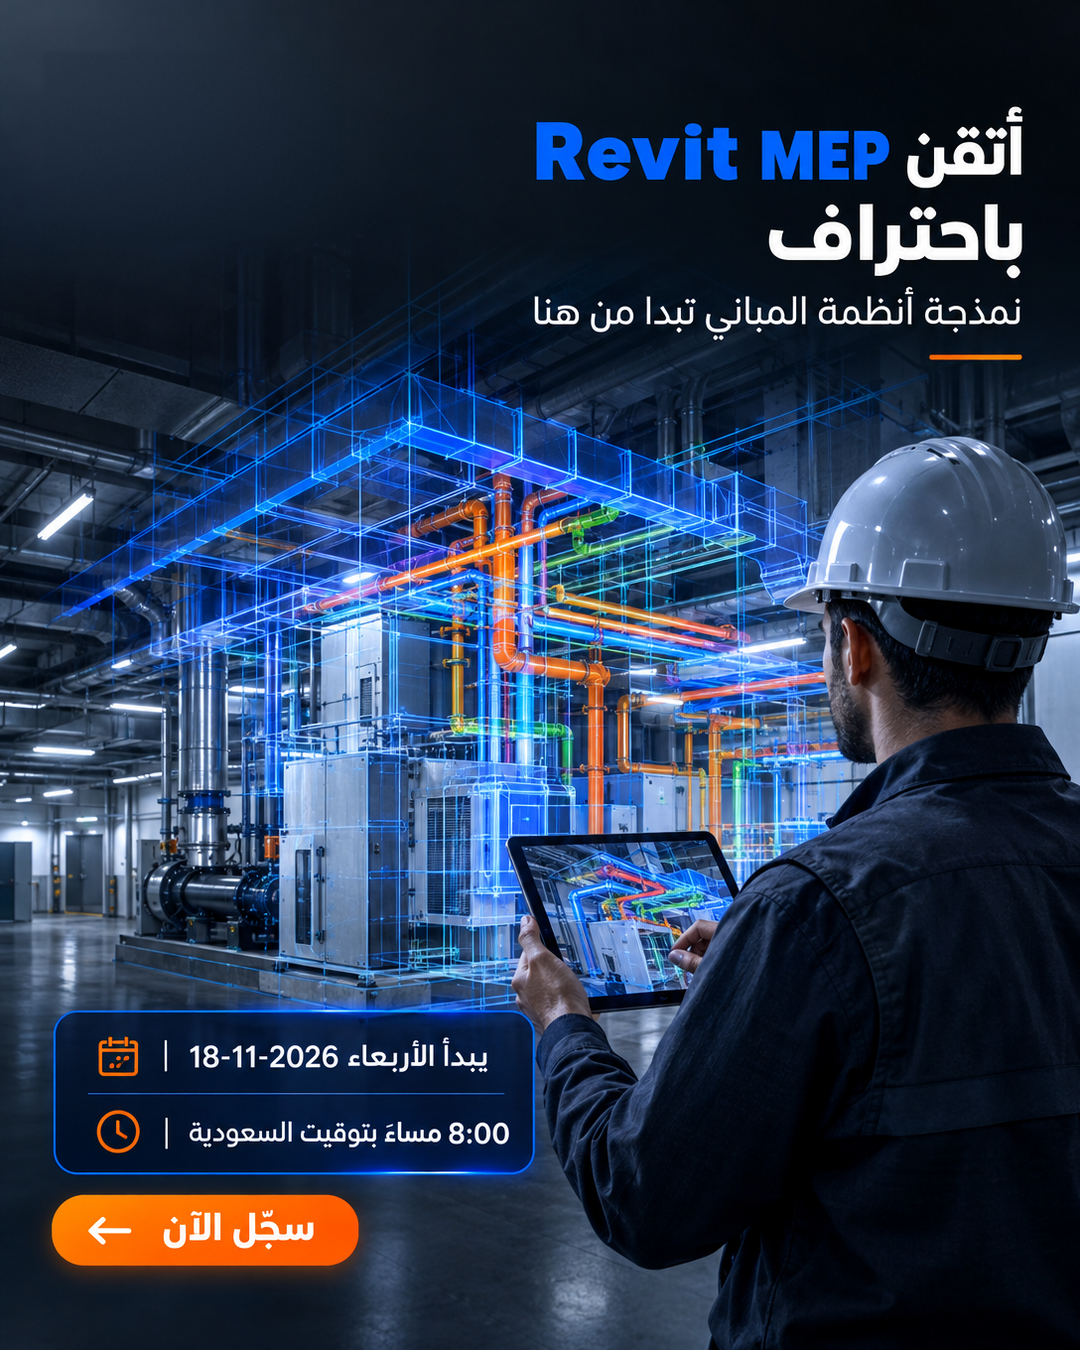 أتقن Revit MEP
باحتراف
نمذجة أنظمة المباني تبدا من هنا
يبدأ الأربعاء 2026-11-18
8:00 مساءَ بتوقيت السعودية
سجّل الآن